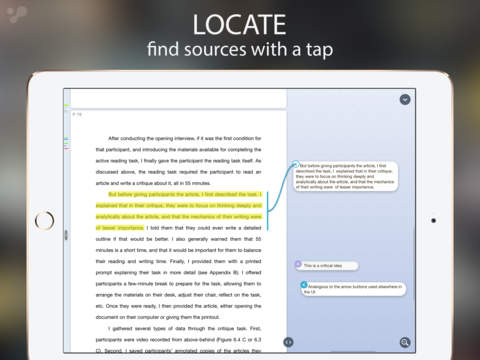 LOCATE
find sources with a tap
After conducting the opening interview, if it was the first condition for
that participant, and introducing the materials available for completing the
active reading task, I finally gave the participant the reading task itself. As
discussed above, the reading task required the participant to read an
article and write a critique about it, all in 55 minutes.
But before giving participants the article, I first described the task. I
explained that in their critique, they were to focus on thinking deeply and
analytically about the article, and that the mechanics of their writing were
of lesser importance. I told them that they could even write a detailed
outline if that would be better. I also generally warned them that 55
minutes is a short time, and that it would be important for them to balance
their reading and writing time. Finally, I provided them with a printed
prompt explaining their task in more detail (see Appendix B). I offered
participants a few-minute break to prepare for the task, allowing them to
arrange the materials on their desk, adjust their chair, reflect on the task,
etc. Once they were ready, I then provided the article, either opening the
document on their computer or giving them the printout.
I gathered several types of data through the critique task. First,
participants were video recorded from above-behind (Figure 6.4 C or 6.3
C). Second, I saved participants' annotated copies of the articles they
But before giving participants the article, I first
described the task. I explained that in their critique,
they were to focus on thinking deeply and
analytically about the article, and that the mechanics
of their writing were of lesser importance.
This is a critical idea
Analogous to the arrow buttons used elsewhere in
the UI